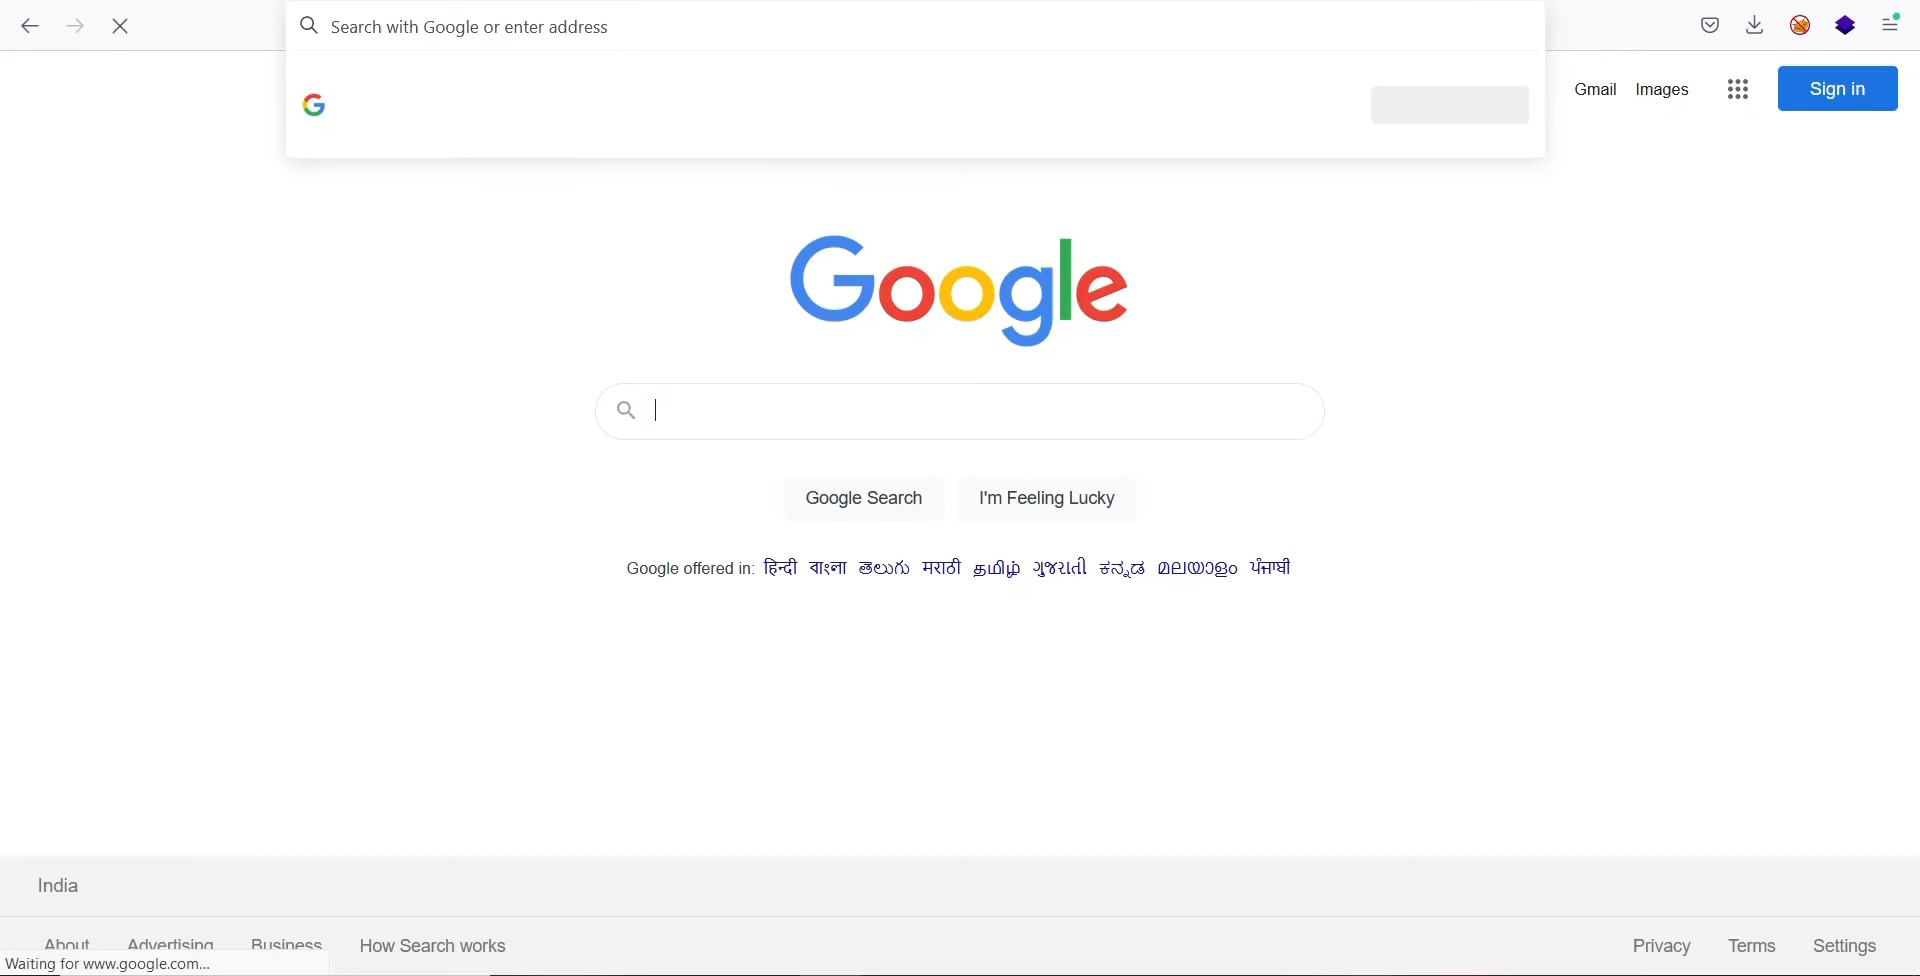 Search with Google or enter address
Gmail Images Sign in
Google
Google Search I'm Feeling Lucky
Google offered in: हिन्दी বাংলা తెలుగు मराठी தமிழ் ગુજરાતી ಕನ್ನಡ മലയാളം ਪੰਜਾਬੀ
India
About Advertising Business How Search works Privacy Terms Settings
Waiting for www.google.com...